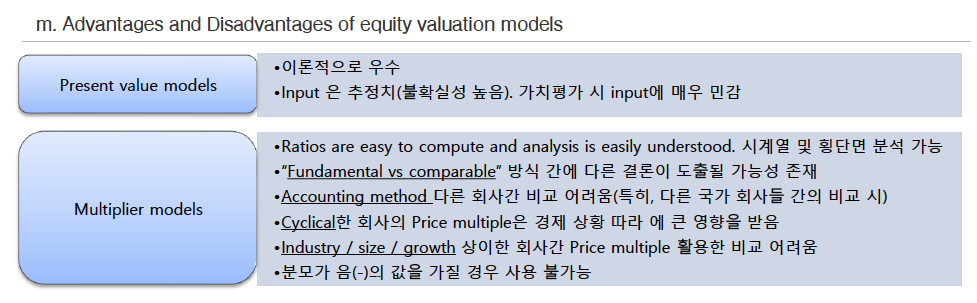 m. Advantages and Disadvantages of equity valuation models
Present value models
•이론적으로 우수
•Input 은 추정치(불확실성 높음). 가치평가 시 input에 매우 민감
Multiplier models
•Ratios are easy to compute and analysis is easily understood. 시계열 및 횡단면 분석 가능
•“Fundamental vs comparable” 방식 간에 다른 결론이 도출될 가능성 존재
•Accounting method 다른 회사간 비교 어려움(특히, 다른 국가 회사들 간의 비교 시)
•Cyclical한 회사의 Price multiple은 경제 상황 따라 에 큰 영향을 받음
•Industry / size / growth 상이한 회사간 Price multiple 활용한 비교 어려움
•분모가 음(-)의 값을 가질 경우 사용 불가능